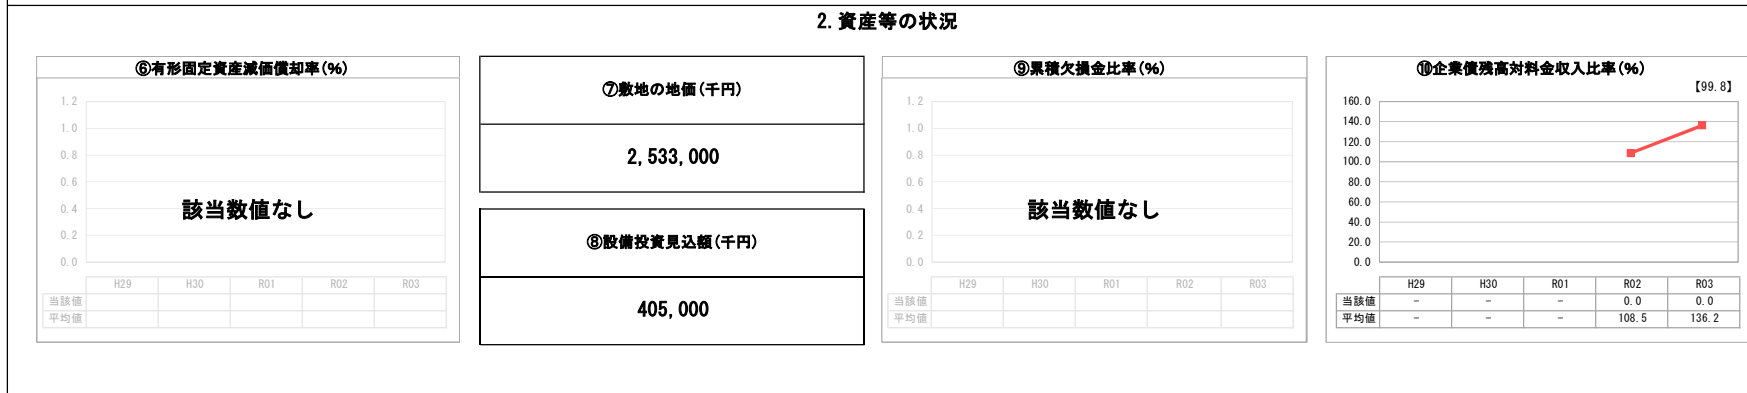 2.資産等の状況
⑥有形固定資産減価償却率(%)
1.2
1.0
0.8
0.6
0.4
0.2
0.0
該当数値なし
H29 H30 R01 R02 R03
当該値
平均値
⑦敷地の地価(千円)
2,533,000
⑧設備投資見込額(千円)
405,000
⑨累積欠損金比率(%)
1.2
1.0
0.8
0.6
0.4
0.2
0.0
該当数値なし
H29 H30 R01 R02 R03
当該値
平均値
⑩企業債残高対料金収入比率(%)
【99.8】
160.0
140.0
120.0
100.0
80.0
60.0
40.0
20.0
0.0
H29 H30 R01 R02 R03
当該値 - - - 0.0 0.0
平均値 - - - 108.5 136.2